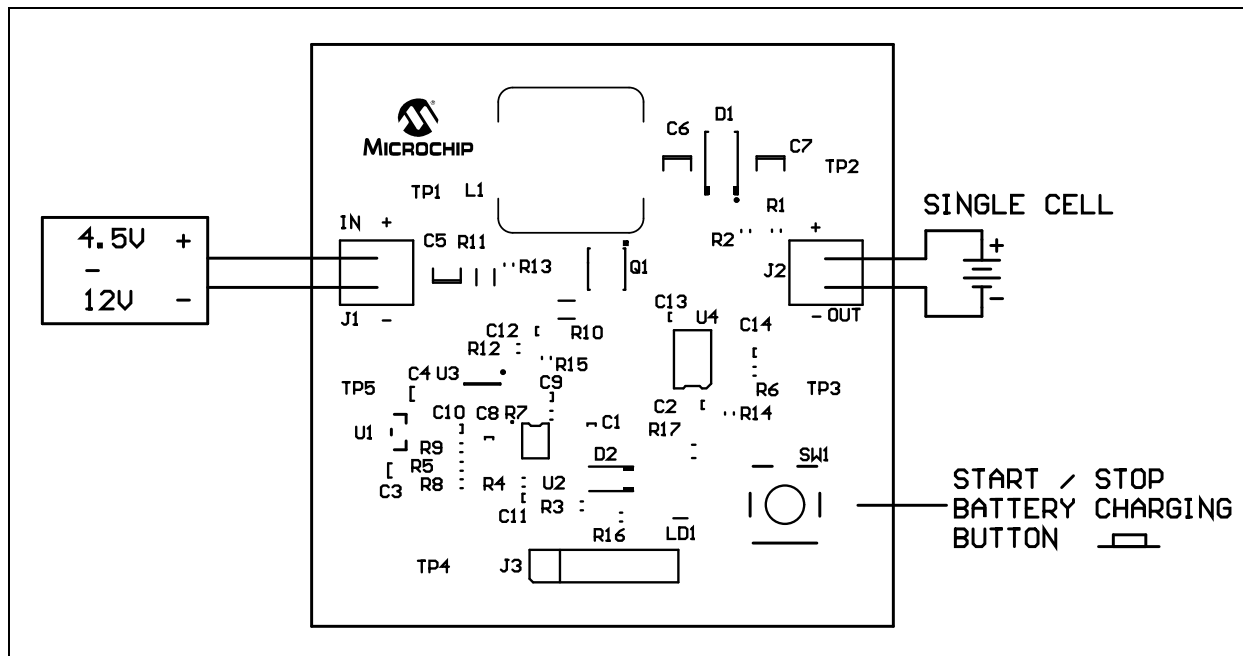 MICROCHIP
®
C6
D1
C7
TP1
L1
TP2
SINGLE CELL
4.5V +
-
12V -
IN +
C5
R11
R13
Q1
R2
R1
+
J2
+
-
J1 -
- OUT
C12
R12
R10
R15
C13
U4
C14
TP5
C4
U3
C9
R6
TP3
U1
C10
C8
R7
C1
C2
R14
R17
R9
R5
R8
C3
R4
U2
D2
C11
R3
R16
SW1
LD1
START / STOP
BATTERY CHARGING
BUTTON
TP4
J3